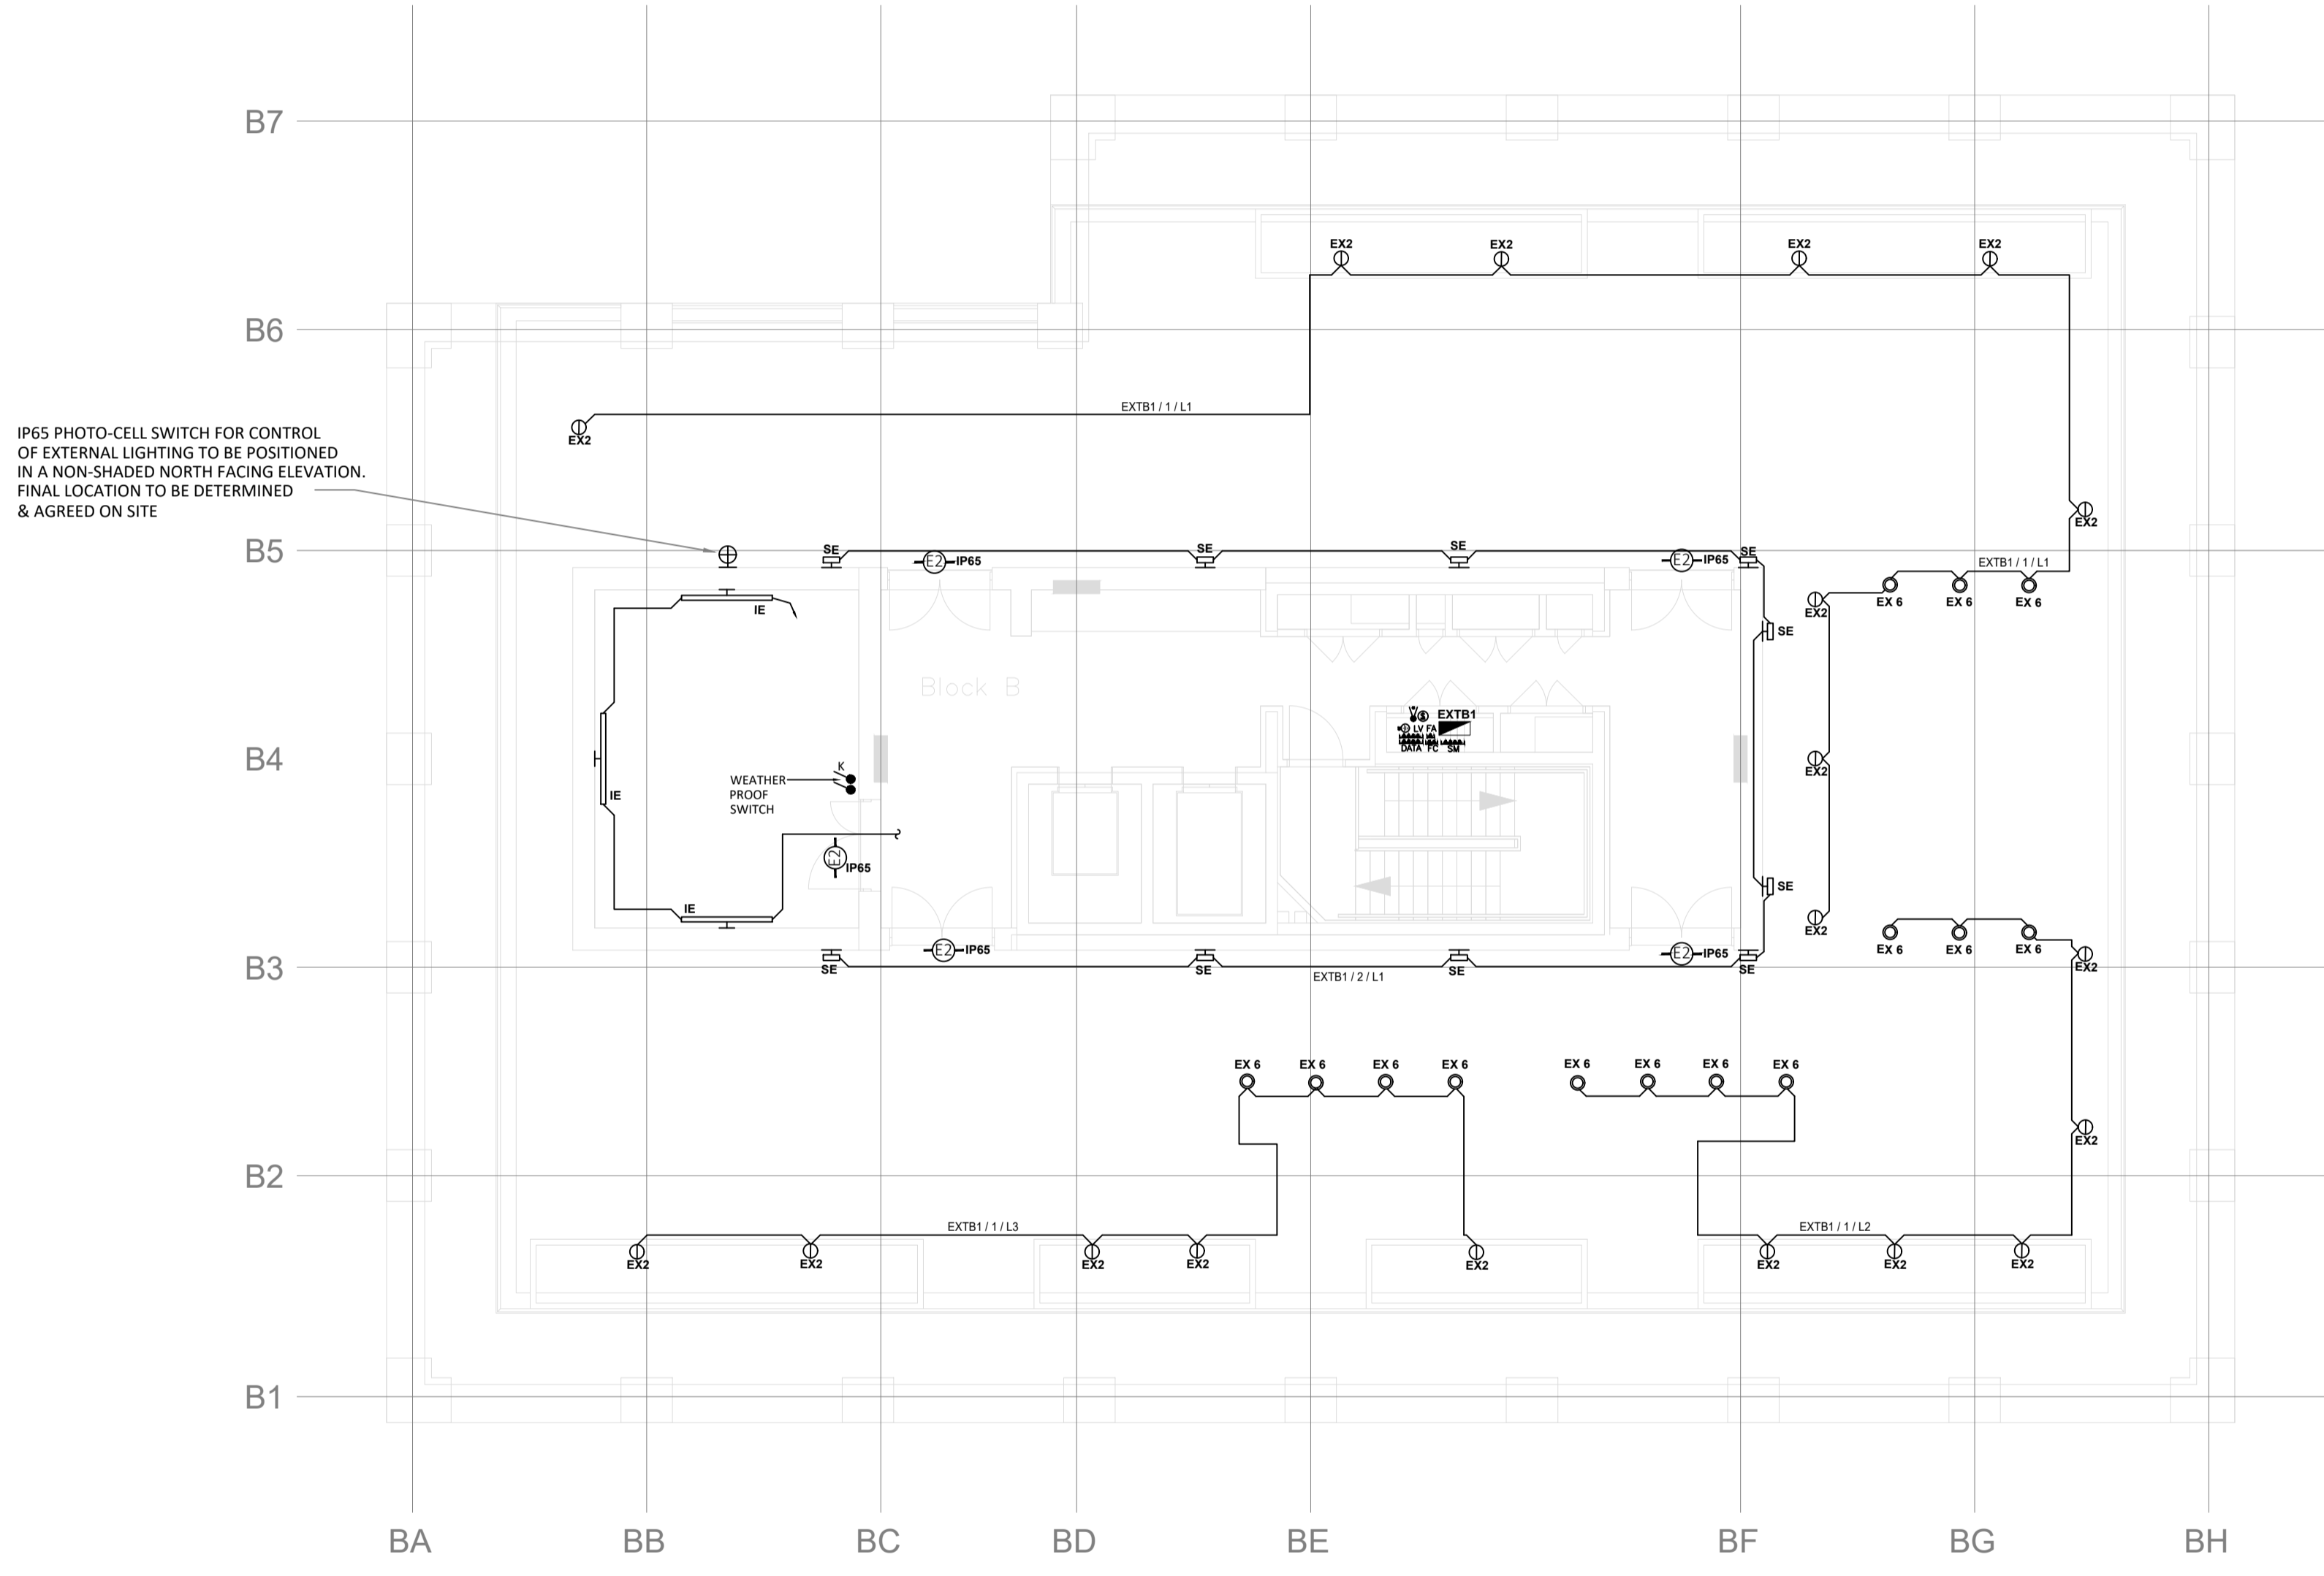 B7
EX2
EX2
EX2
EX2
B6
EXTB1 / 1 / L1
EX2
IP65 PHOTO-CELL SWITCH FOR CONTROL
OF EXTERNAL LIGHTING TO BE POSITIONED
IN A NON-SHADED NORTH FACING ELEVATION.
FINAL LOCATION TO BE DETERMINED
& AGREED ON SITE
EX2
B5
SE
SE
SE
SE
E2 IP65
E2 IP65
EXTB1 / 1 / L1
IE
EX2
EX 6
EX 6
EX 6
SE
Block B
EXTB1
S
LV FA
DATA FC SM
B4
K
WEATHER
PROOF
SWITCH
EX2
IE
E2
IP65
SE
IE
EX2
EX 6
EX 6
EX 6
E2 IP65
E2 IP65
B3
SE
SE
SE
SE
EX2
EXTB1 / 2 / L1
EX 6
EX 6
EX 6
EX 6
EX 6
EX 6
EX 6
EX 6
EX2
B2
EXTB1 / 1 / L3
EXTB1 / 1 / L2
EX2
EX2
EX2
EX2
EX2
EX2
EX2
EX2
B1
BA
BB
BC
BD
BE
BF
BG
BH